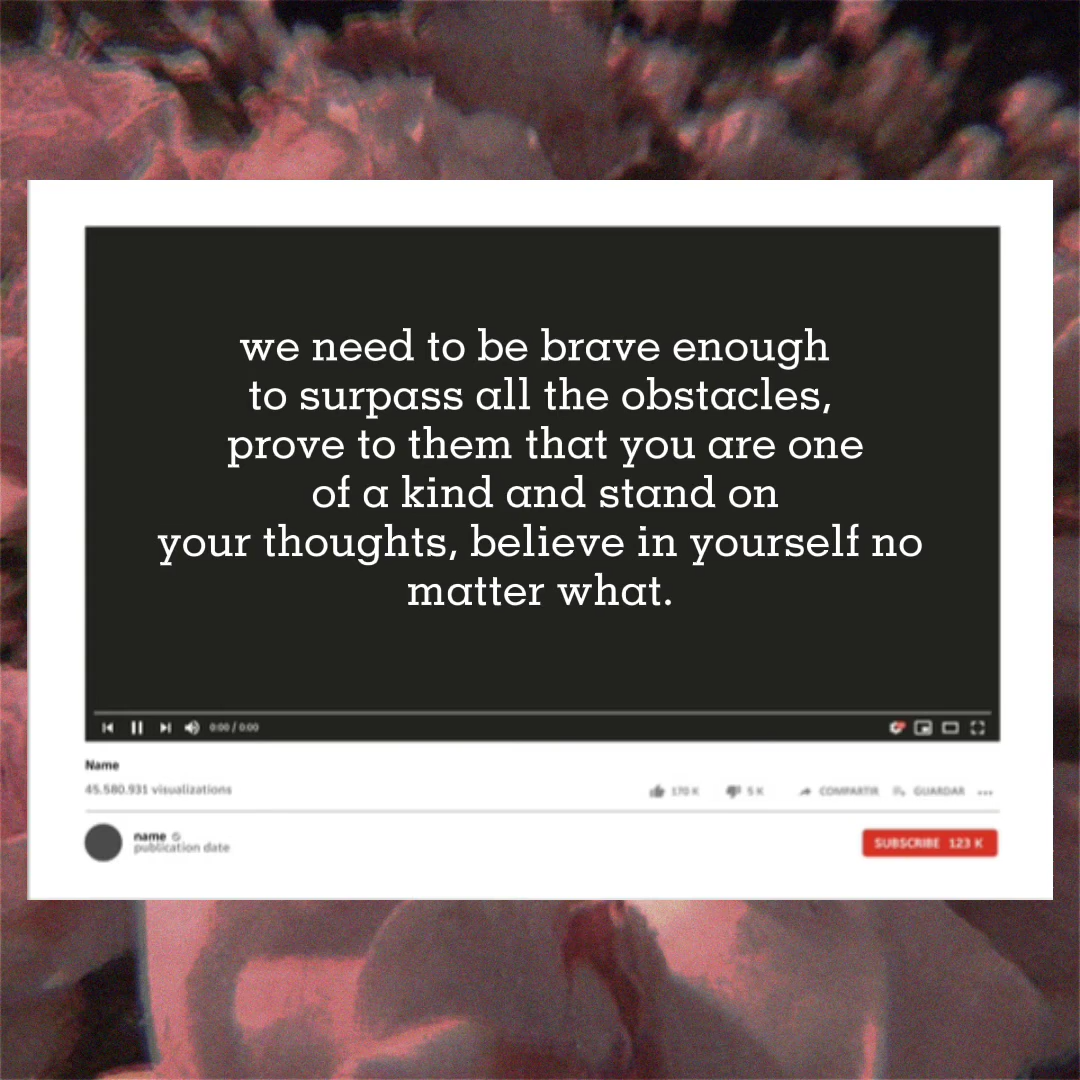 we need to be brave enough
to surpass all the obstacles,
prove to them that you are one
of a kind and stand on
your thoughts, believe in yourself no
matter what.
0:00 / 0:00
Name
45.580.931 visualizations
170 K
5 K
COMPARTIR
GUARDAR
name
publication date
SUBSCRIBE 123 K